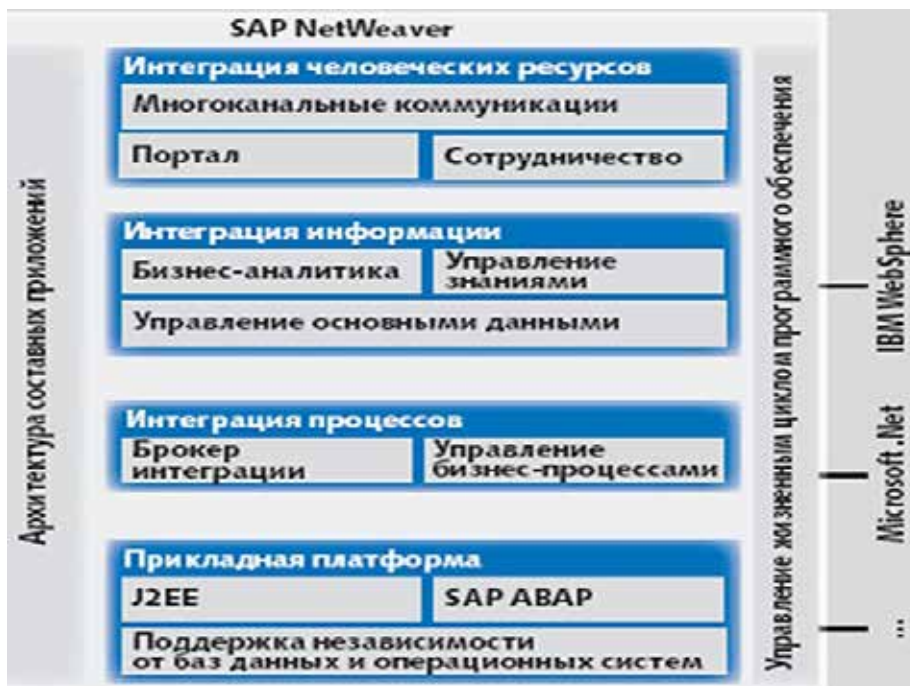 SAP NetWeaver
Интеграция человеческих ресурсов
Многоканальные коммуникации
Портал
Сотрудничество
Интеграция информации
Бизнес-аналитика
Управление
знаниями
Управление основными данными
Интеграция процессов
Брокер
интеграции
Управление
бизнес-процессами
Прикладная платформа
J2EE
SAP ABAP
Поддержка независимости
от баз данных и операционных систем
Архитектура составных приложений
Управление жизненным циклом программного обеспечения
IBM WebSphere
Microsoft .Net
...